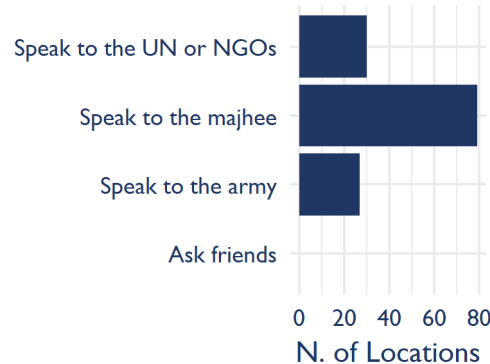 Speak to the UN or NGOs
Speak to the majhee
Speak to the army
Ask friends
0 20 40 60 80
N. of Locations